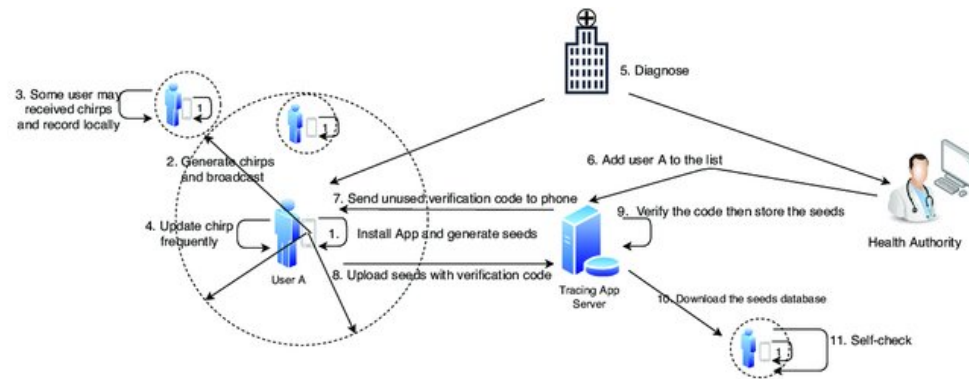 5. Diagnose
3. Some user may
received chirps
and record locally
1
1
2. Generate chirps
and broadcast
6. Add user A to the list
7. Send unused verification code to phone
4. Update chirp
frequently
1.
Install App and generate seeds
9. Verify the code then store the seeds
Health Authority
User A
8. Upload seeds with verification code
Tracing App
Server
10. Download the seeds database
11. Self-check
1